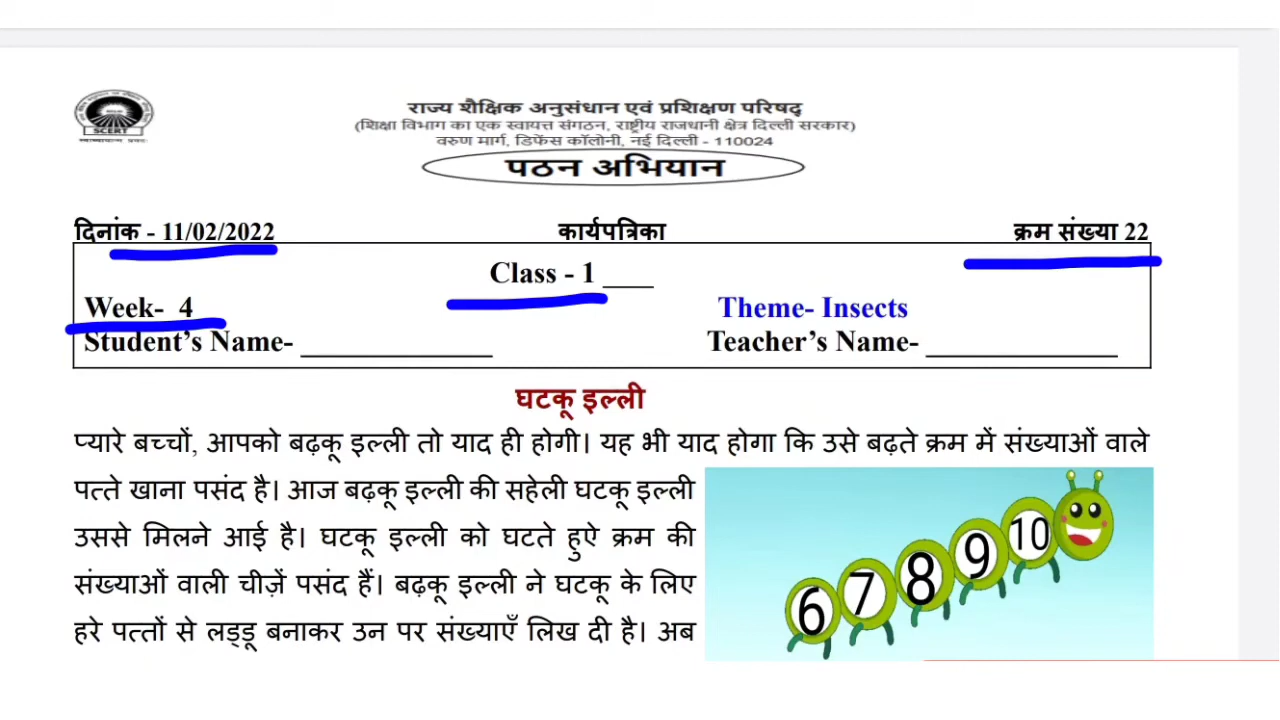 SCERT
राज्य शैक्षिक अनुसंधान एवं प्रशिक्षण परिषद्
(शिक्षा विभाग का एक स्वायत्त संगठन, राष्ट्रीय राजधानी क्षेत्र दिल्ली सरकार)
वरुण मार्ग, डिफेंस कॉलोनी, नई दिल्ली - 110024
पठन अभियान
दिनांक - 11/02/2022 कार्यपत्रिका क्रम संख्या 22
Class - 1 ____
Week- 4 Theme- Insects
Student’s Name- _____________ Teacher’s Name- _____________
घटकू इल्ली
प्यारे बच्चों, आपको बढ़कू इल्ली तो याद ही होगी। यह भी याद होगा कि उसे बढ़ते क्रम में संख्याओं वाले
पत्ते खाना पसंद है। आज बढ़कू इल्ली की सहेली घटकू इल्ली
उससे मिलने आई है। घटकू इल्ली को घटते हुऐ क्रम की
संख्याओं वाली चीज़ें पसंद हैं। बढ़कू इल्ली ने घटकू के लिए
हरे पत्तों से लड्डू बनाकर उन पर संख्याएँ लिख दी है। अब
6 7 8 9 10